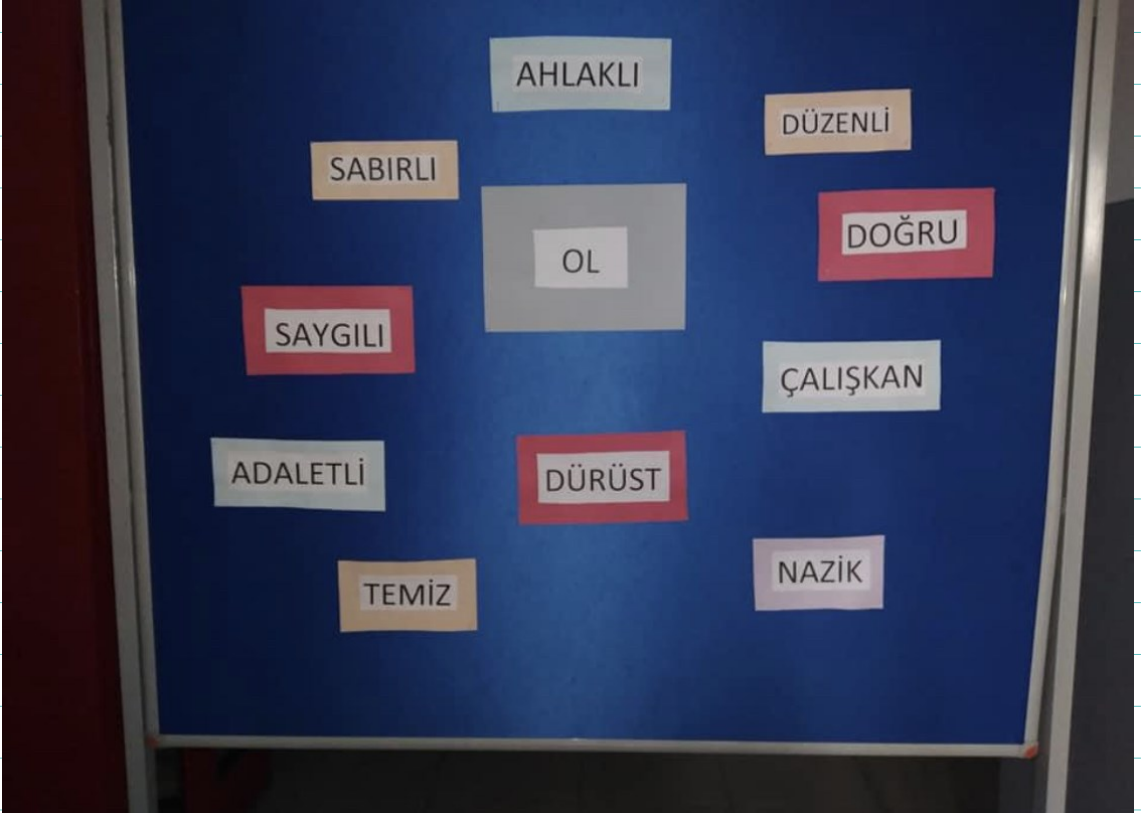 AHLAKLI
DÜZENLİ
SABIRLI
OL
DOĞRU
SAYGILI
ÇALIŞKAN
ADALETLİ
DÜRÜST
NAZİK
TEMİZ